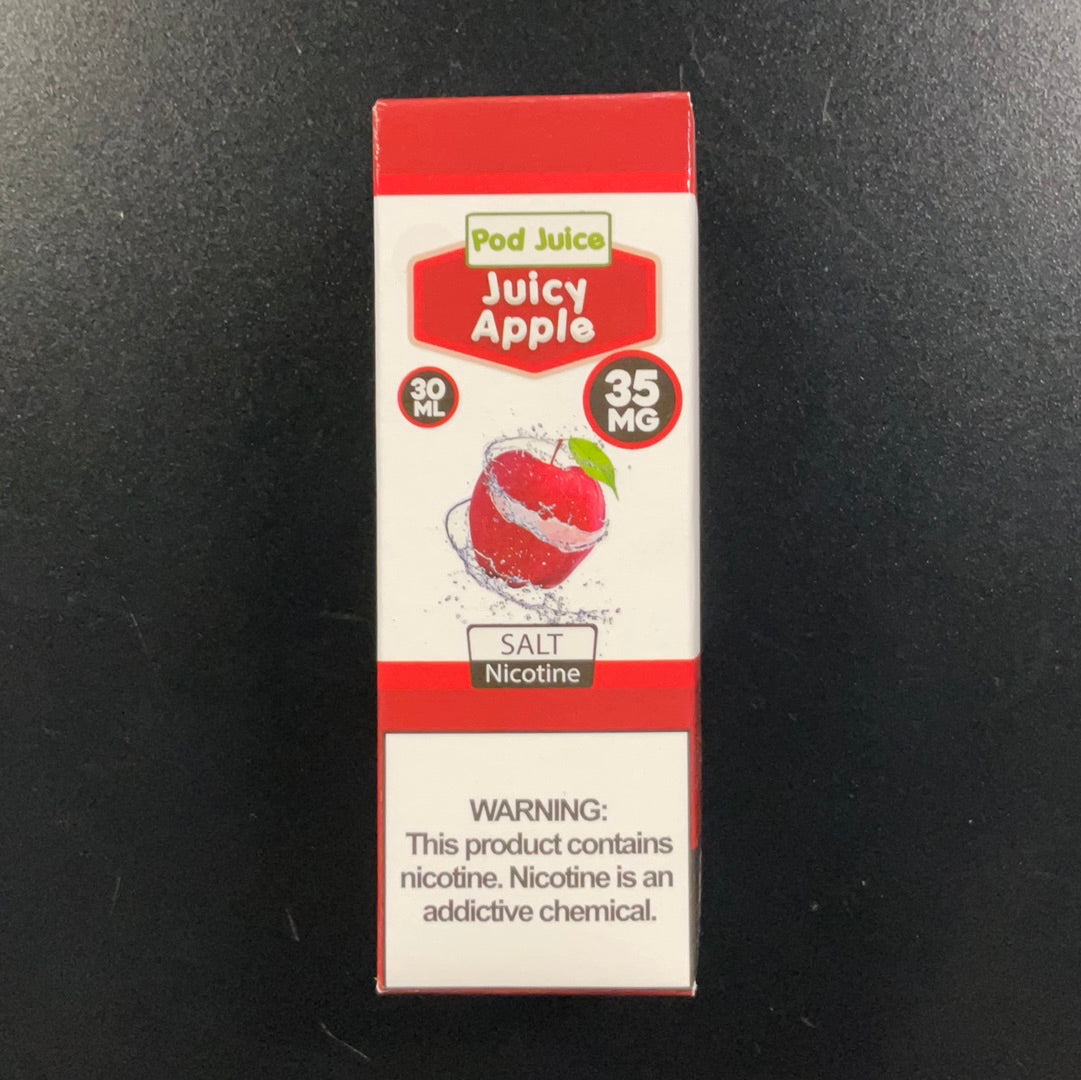 Pod Juice
Juicy
Apple
30
ML
35
MG
SALT
Nicotine
WARNING:
This product contains
nicotine. Nicotine is an
addictive chemical.